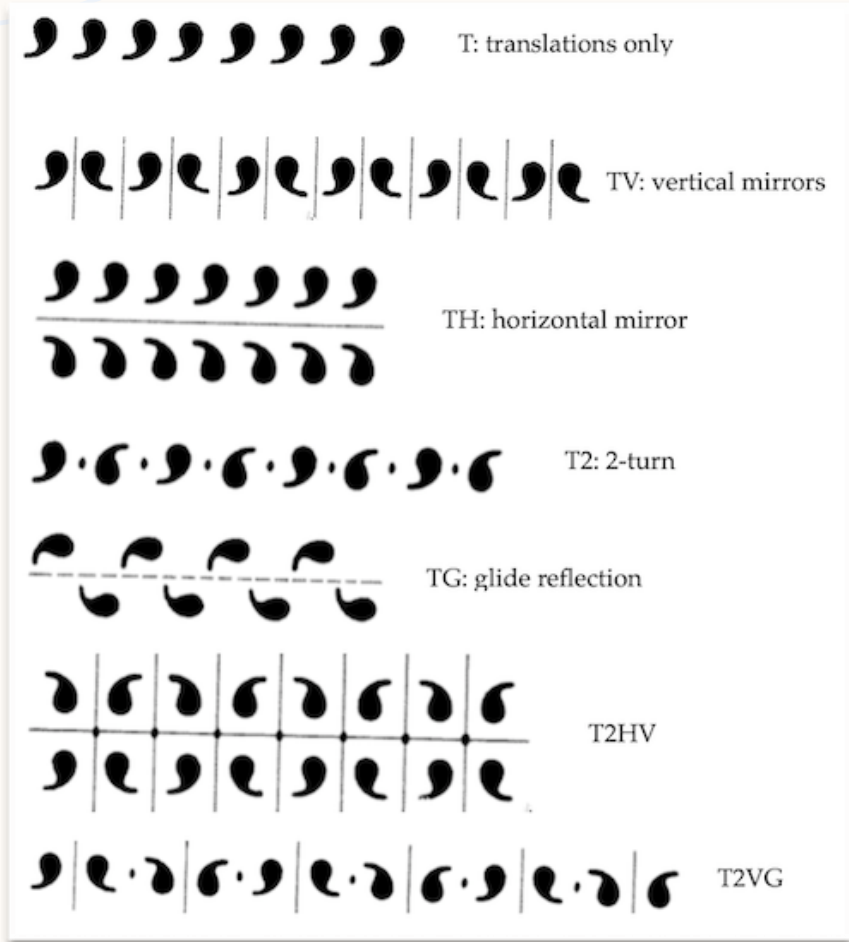 T: translations only
TV: vertical mirrors
TH: horizontal mirror
T2: 2-turn
TG: glide reflection
T2HV
T2VG